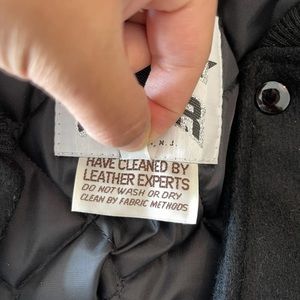 N. J.
HAVE CLEANED BY
LEATHER EXPERTS
DO NOT WASH OR DRY
CLEAN BY FABRIC METHODS